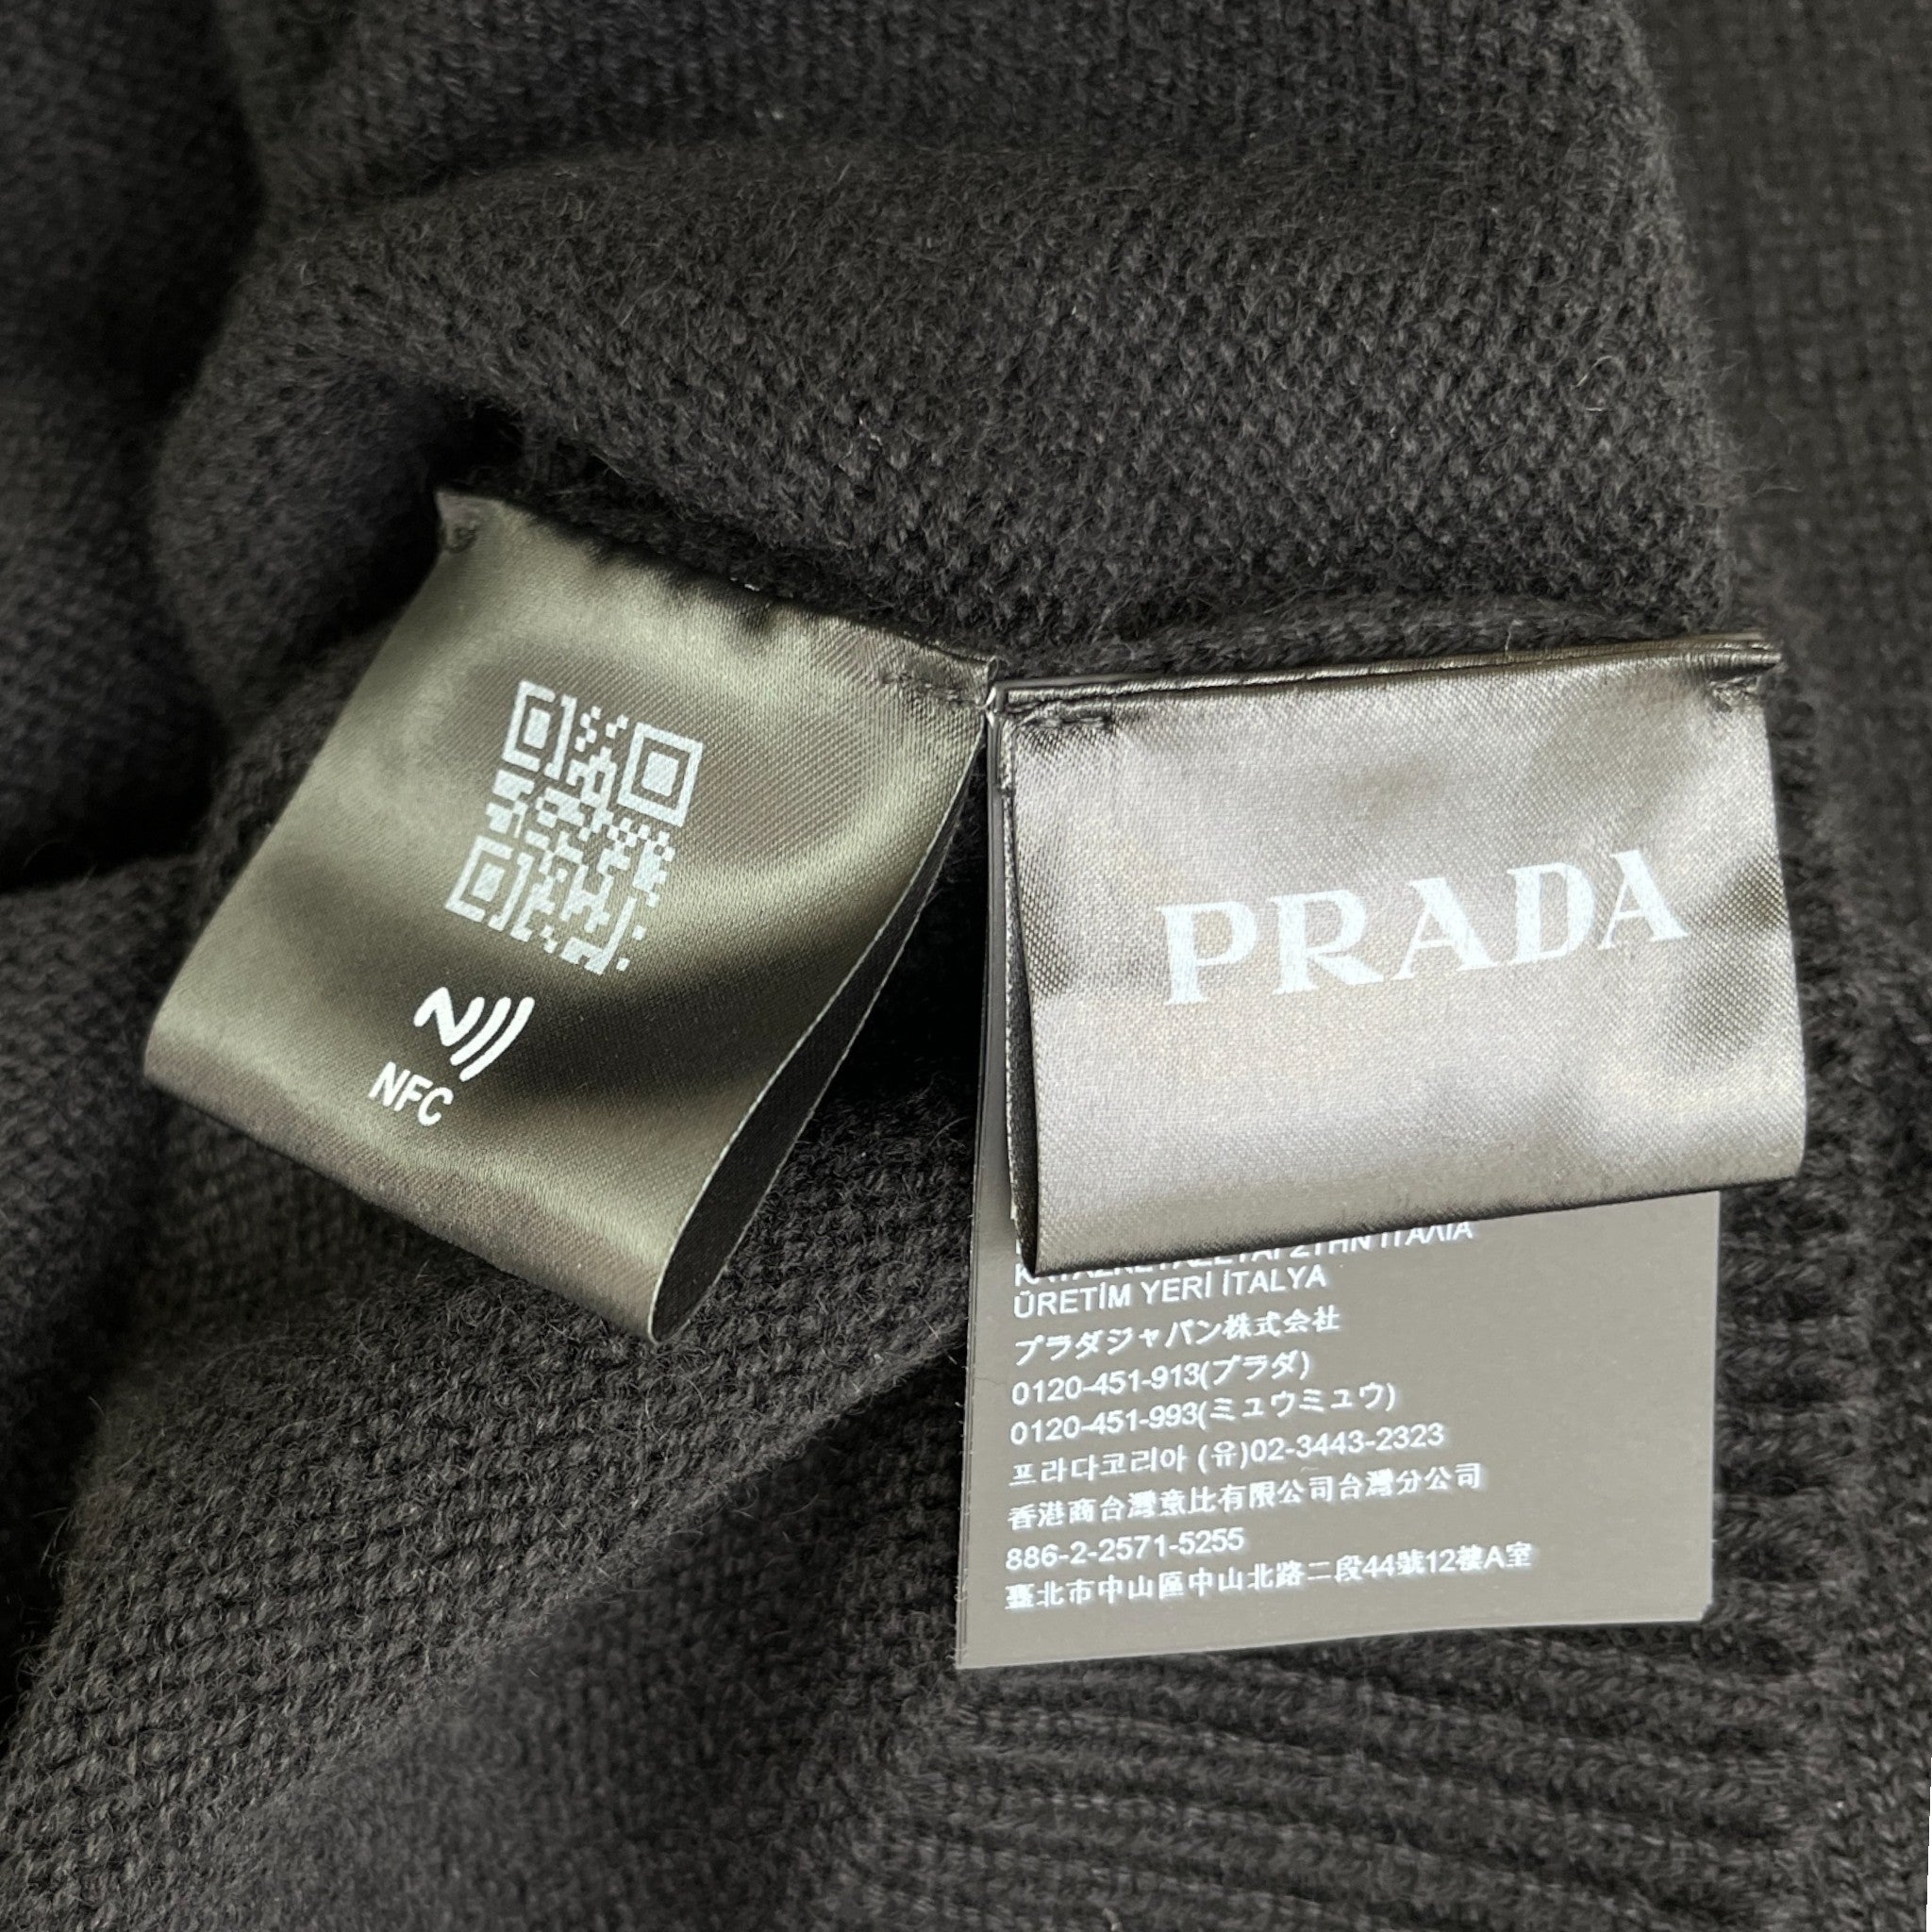 NFC
PRADA
ΚΑΤΑΣΚΕΥΑΖΕΤΑΙ ΣΤΗΝ ΙΤΑΛΙΑ
ÜRETİM YERİ İTALYA
プラダジャパン株式会社
0120-451-913(プラダ)
0120-451-993(ミュウミュウ)
프라다코리아 (유)02-3443-2323
香港商台灣意比有限公司台灣分公司
886-2-2571-5255
臺北市中山區中山北路二段44號12樓A室